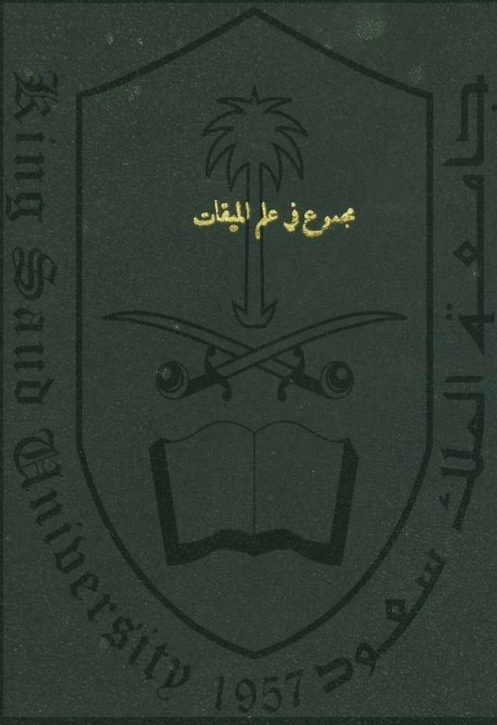 مجموع في علم الميقات
King Saud University 1957
جامعة الملك سعود